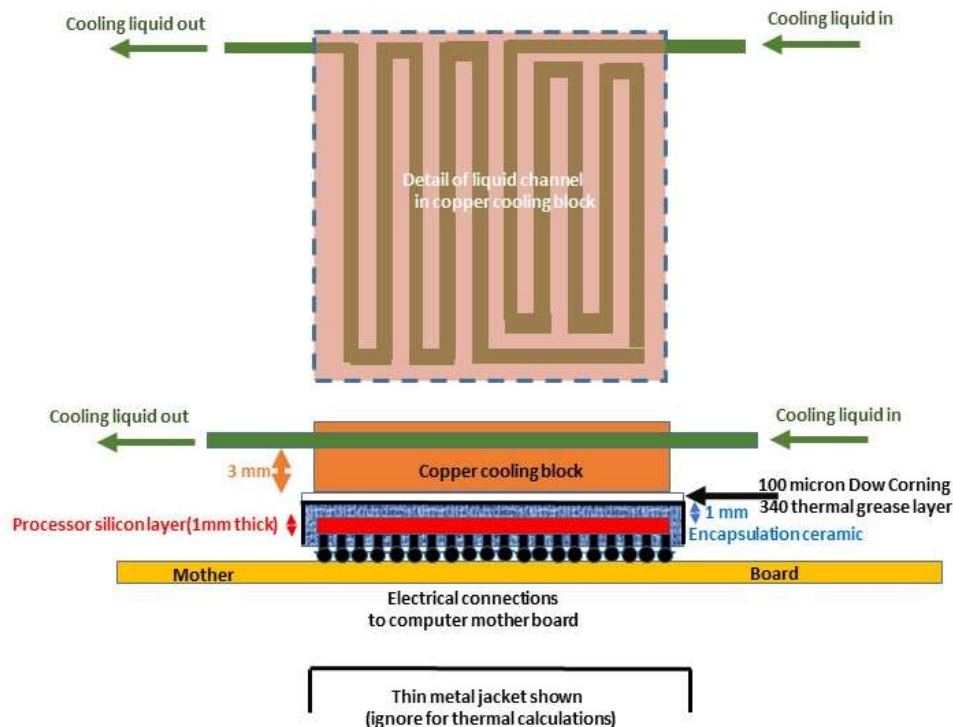 Cooling liquid out
Cooling liquid in
Detail of liquid channel
in copper cooling block
Cooling liquid out
Cooling liquid in
3 mm
Copper cooling block
100 micron Dow Corning
340 thermal grease layer
1 mm
Processor silicon layer(1mm thick)
Encapsulation ceramic
Mother
Board
Electrical connections
to computer mother board
Thin metal jacket shown
(ignore for thermal calculations)